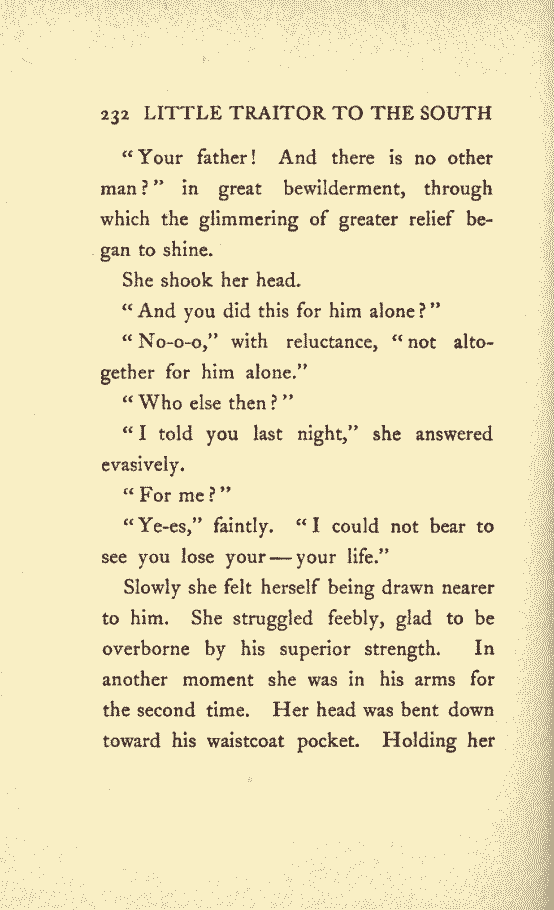 232 LITTLE TRAITOR TO THE SOUTH
“Your father! And there is no other
man?” in great bewilderment, through
which the glimmering of greater relief be-
gan to shine.
She shook her head.
“And you did this for him alone?”
“No-o-o,” with reluctance, “not alto-
gether for him alone.”
“Who else then?”
“I told you last night,” she answered
evasively.
“For me?”
“Ye-es,” faintly. “I could not bear to
see you lose your—your life.”
Slowly she felt herself being drawn nearer
to him. She struggled feebly, glad to be
overborne by his superior strength. In
another moment she was in his arms for
the second time. Her head was bent down
toward his waistcoat pocket. Holding her